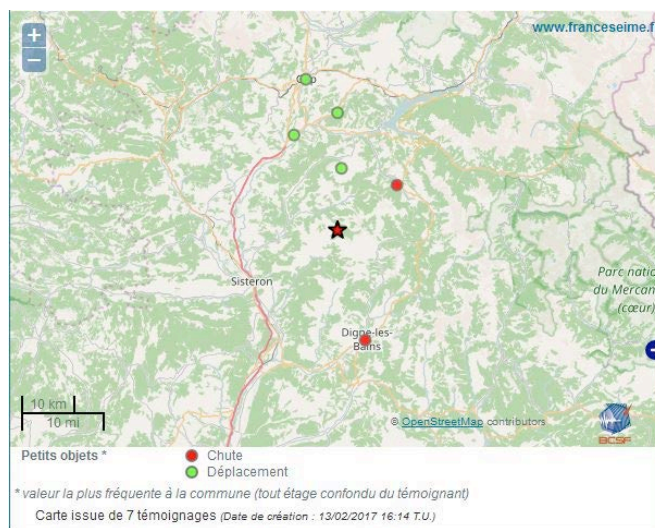 +
www.franceseime.f
−
Gap
Sisteron
Parc natio
du Mercan
(cœur)
Digne-les-
Bains
10 km
10 mi
© OpenStreetMap contributors
BCSF
Petits objets * Chute
Déplacement
* valeur la plus fréquente à la commune (tout étage confondu du témoignant)
Carte issue de 7 témoignages (Date de création : 13/02/2017 16:14 T.U.)